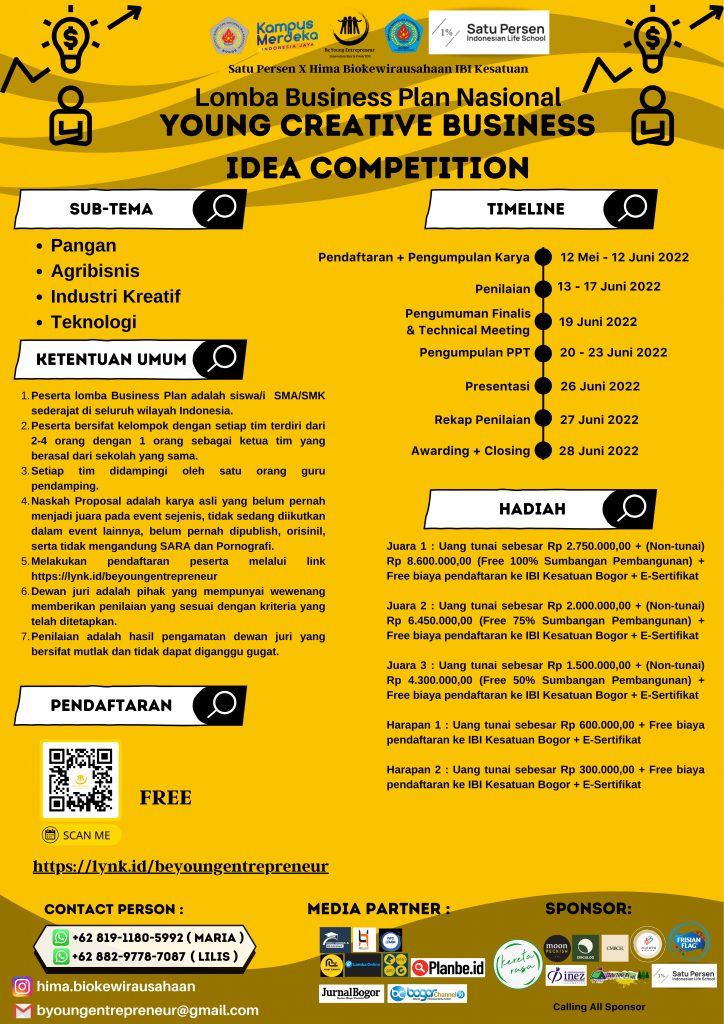 Kampus
Merdeka
INDONESIA JAYA
Be Young Entrepreneur
1%
Satu Persen
Indonesian Life School
Satu Persen X Hima Biokewirausahaan IBI Kesatuan
Lomba Business Plan Nasional
YOUNG CREATIVE BUSINESS
IDEA COMPETITION
SUB-TEMA
• Pangan
• Agribisnis
• Industri Kreatif
• Teknologi
KETENTUAN UMUM
1. Peserta lomba Business Plan adalah siswa/i SMA/SMK
sederajat di seluruh wilayah Indonesia.
2. Peserta bersifat kelompok dengan setiap tim terdiri dari
2-4 orang dengan 1 orang sebagai ketua tim yang
berasal dari sekolah yang sama.
3. Setiap tim didampingi oleh satu orang guru
pendamping.
4. Naskah Proposal adalah karya asli yang belum pernah
menjadi juara pada event sejenis, tidak sedang diikutkan
dalam event lainnya, belum pernah dipublish, orisinil,
serta tidak mengandung SARA dan Pornografi.
5. Melakukan pendaftaran peserta melalui link
https://lynk.id/beyoungentrepreneur
6. Dewan juri adalah pihak yang mempunyai wewenang
memberikan penilaian yang sesuai dengan kriteria yang
telah ditetapkan.
7. Penilaian adalah hasil pengamatan dewan juri yang
bersifat mutlak dan tidak dapat diganggu gugat.
PENDAFTARAN
FREE
SCAN ME
https://lynk.id/beyoungentrepreneur
TIMELINE
Pendaftaran + Pengumpulan Karya 12 Mei - 12 Juni 2022
Penilaian 13 - 17 Juni 2022
Pengumuman Finalis
& Technical Meeting 19 Juni 2022
Pengumpulan PPT 20 - 23 Juni 2022
Presentasi 26 Juni 2022
Rekap Penilaian 27 Juni 2022
Awarding + Closing 28 Juni 2022
HADIAH
Juara 1 : Uang tunai sebesar Rp 2.750.000,00 + (Non-tunai)
Rp 8.600.000,00 (Free 100% Sumbangan Pembangunan) +
Free biaya pendaftaran ke IBI Kesatuan Bogor + E-Sertifikat
Juara 2 : Uang tunai sebesar Rp 2.000.000,00 + (Non-tunai)
Rp 6.450.000,00 (Free 75% Sumbangan Pembangunan) +
Free biaya pendaftaran ke IBI Kesatuan Bogor + E-Sertifikat
Juara 3 : Uang tunai sebesar Rp 1.500.000,00 + (Non-tunai)
Rp 4.300.000,00 (Free 50% Sumbangan Pembangunan) +
Free biaya pendaftaran ke IBI Kesatuan Bogor + E-Sertifikat
Harapan 1 : Uang tunai sebesar Rp 600.000,00 + Free biaya
pendaftaran ke IBI Kesatuan Bogor + E-Sertifikat
Harapan 2 : Uang tunai sebesar Rp 300.000,00 + Free biaya
pendaftaran ke IBI Kesatuan Bogor + E-Sertifikat
CONTACT PERSON :
+62 819-1180-5992 ( MARIA )
+62 882-9778-7087 ( LILIS )
hima.biokewirausahaan
byoungentrepreneur@gmail.com
MEDIA PARTNER :
Lomba Online
Planbe.id
JurnalBogor
bogor
Channel
SPONSOR:
kereta
rasa
moon
PECKISH
FRISIAN
FLAG
inez
1%
Satu Persen
Indonesian Life School
Calling All Sponsor